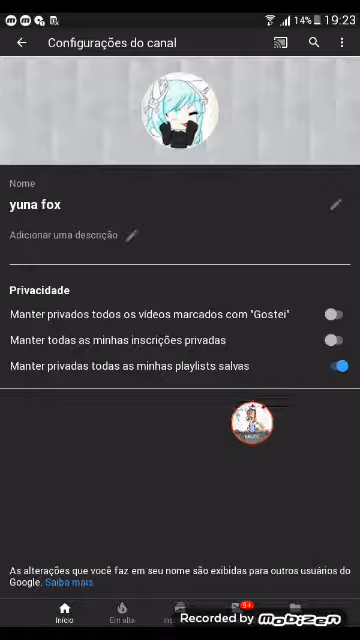 14% 19:23
Configurações do canal
Nome
yuna fox
Adicionar uma descrição
Privacidade
Manter privados todos os vídeos marcados com "Gostei"
Manter todas as minhas inscrições privadas
Manter privadas todas as minhas playlists salvas
As alterações que você faz em seu nome são exibidas para outros usuários do
Google. Saiba mais
Início
Em alta
Recorded by mobizen